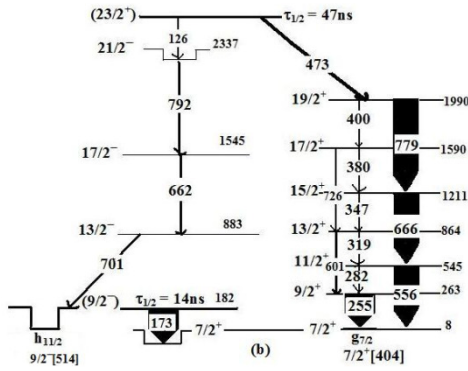 (23/2⁺) τ₁/₂ = 47ns
21/2⁻ 126 2337
473
19/2⁺ 1990
792 400
17/2⁻ 1545 17/2⁺ 779 1590
662 380
15/2⁺ 1211
726 347
13/2⁻ 883 13/2⁺ 666 864
701 319
11/2⁺ 545
601 282
(9/2⁻) τ₁/₂ = 14ns 182 9/2⁺ 556 263
173 255
h₁₁/₂ 7/2⁺ 7/2⁺ g₇/₂ 8
9/2⁻[514] (b) 7/2⁺[404]